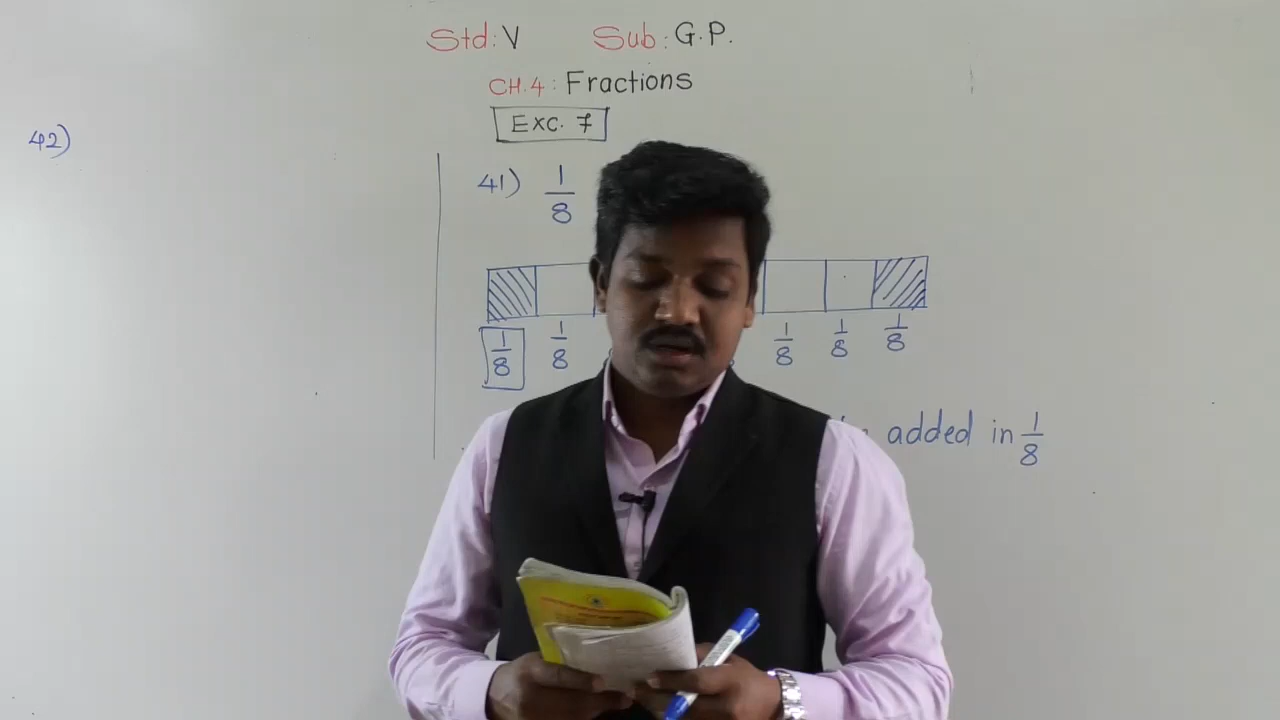 Std: V Sub: G.P.
CH.4: Fractions
Exc. 7
42)
41) 1/8
1/8 1/8 1/8 1/8 1/8
added in 1/8